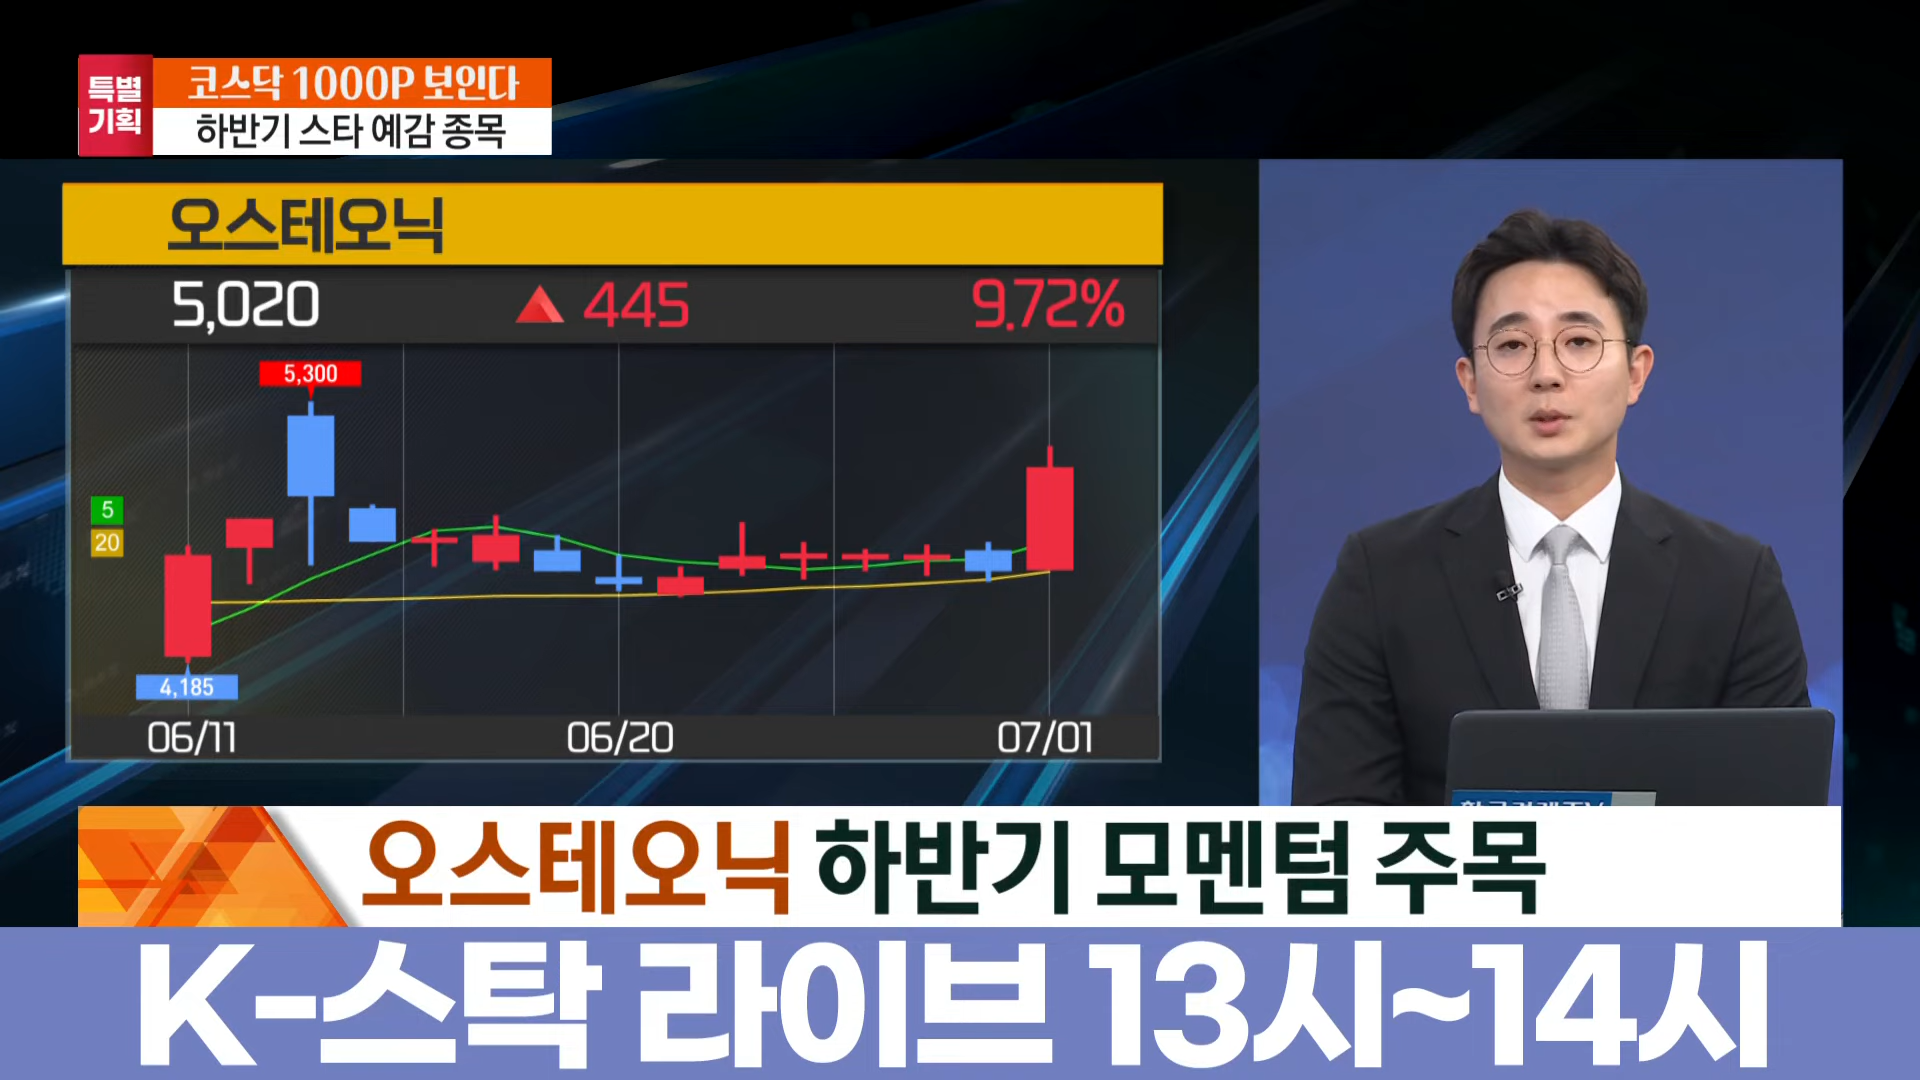 특별
기획
코스닥 1000P 보인다
하반기 스타 예감 종목
오스테오닉
5,020 ▲ 445 9.72%
5,300
5
20
4,185
06/11 06/20 07/01
오스테오닉 하반기 모멘텀 주목
K-스탁 라이브 13시~14시